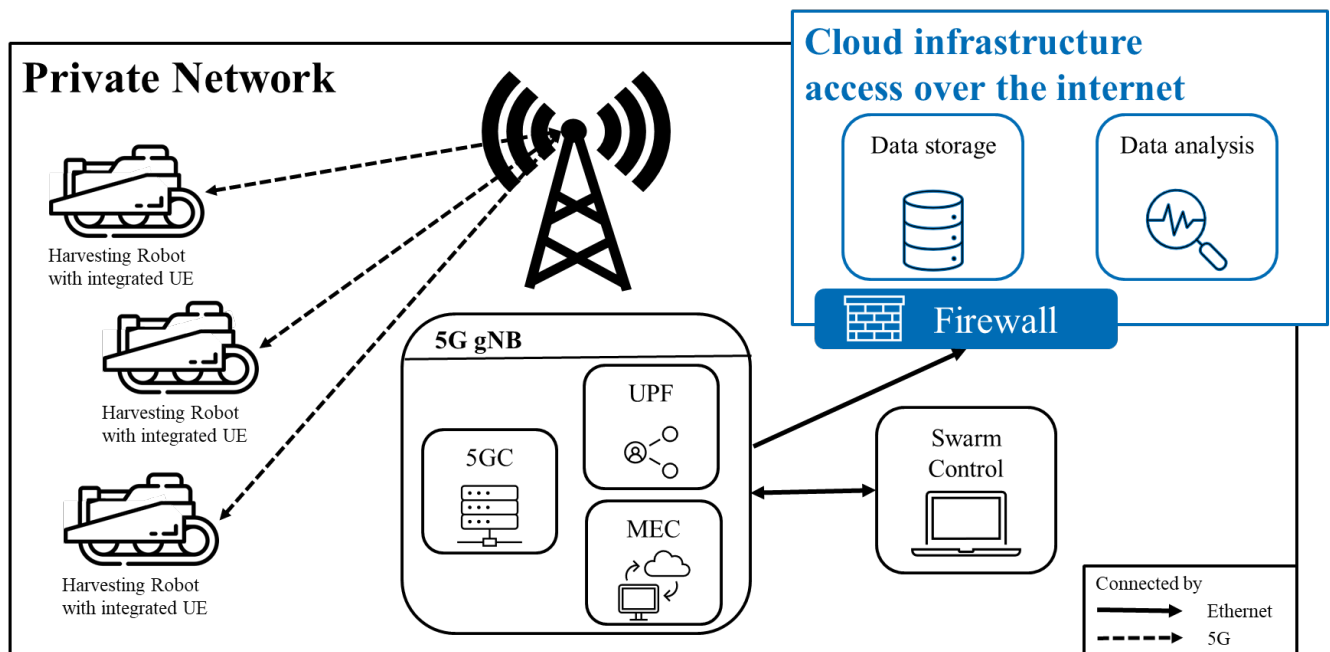 Private Network
Cloud infrastructure
access over the internet
Data storage
Data analysis
Firewall
Harvesting Robot
with integrated UE
Harvesting Robot
with integrated UE
Harvesting Robot
with integrated UE
5G gNB
UPF
5GC
MEC
Swarm
Control
Connected by
Ethernet
5G